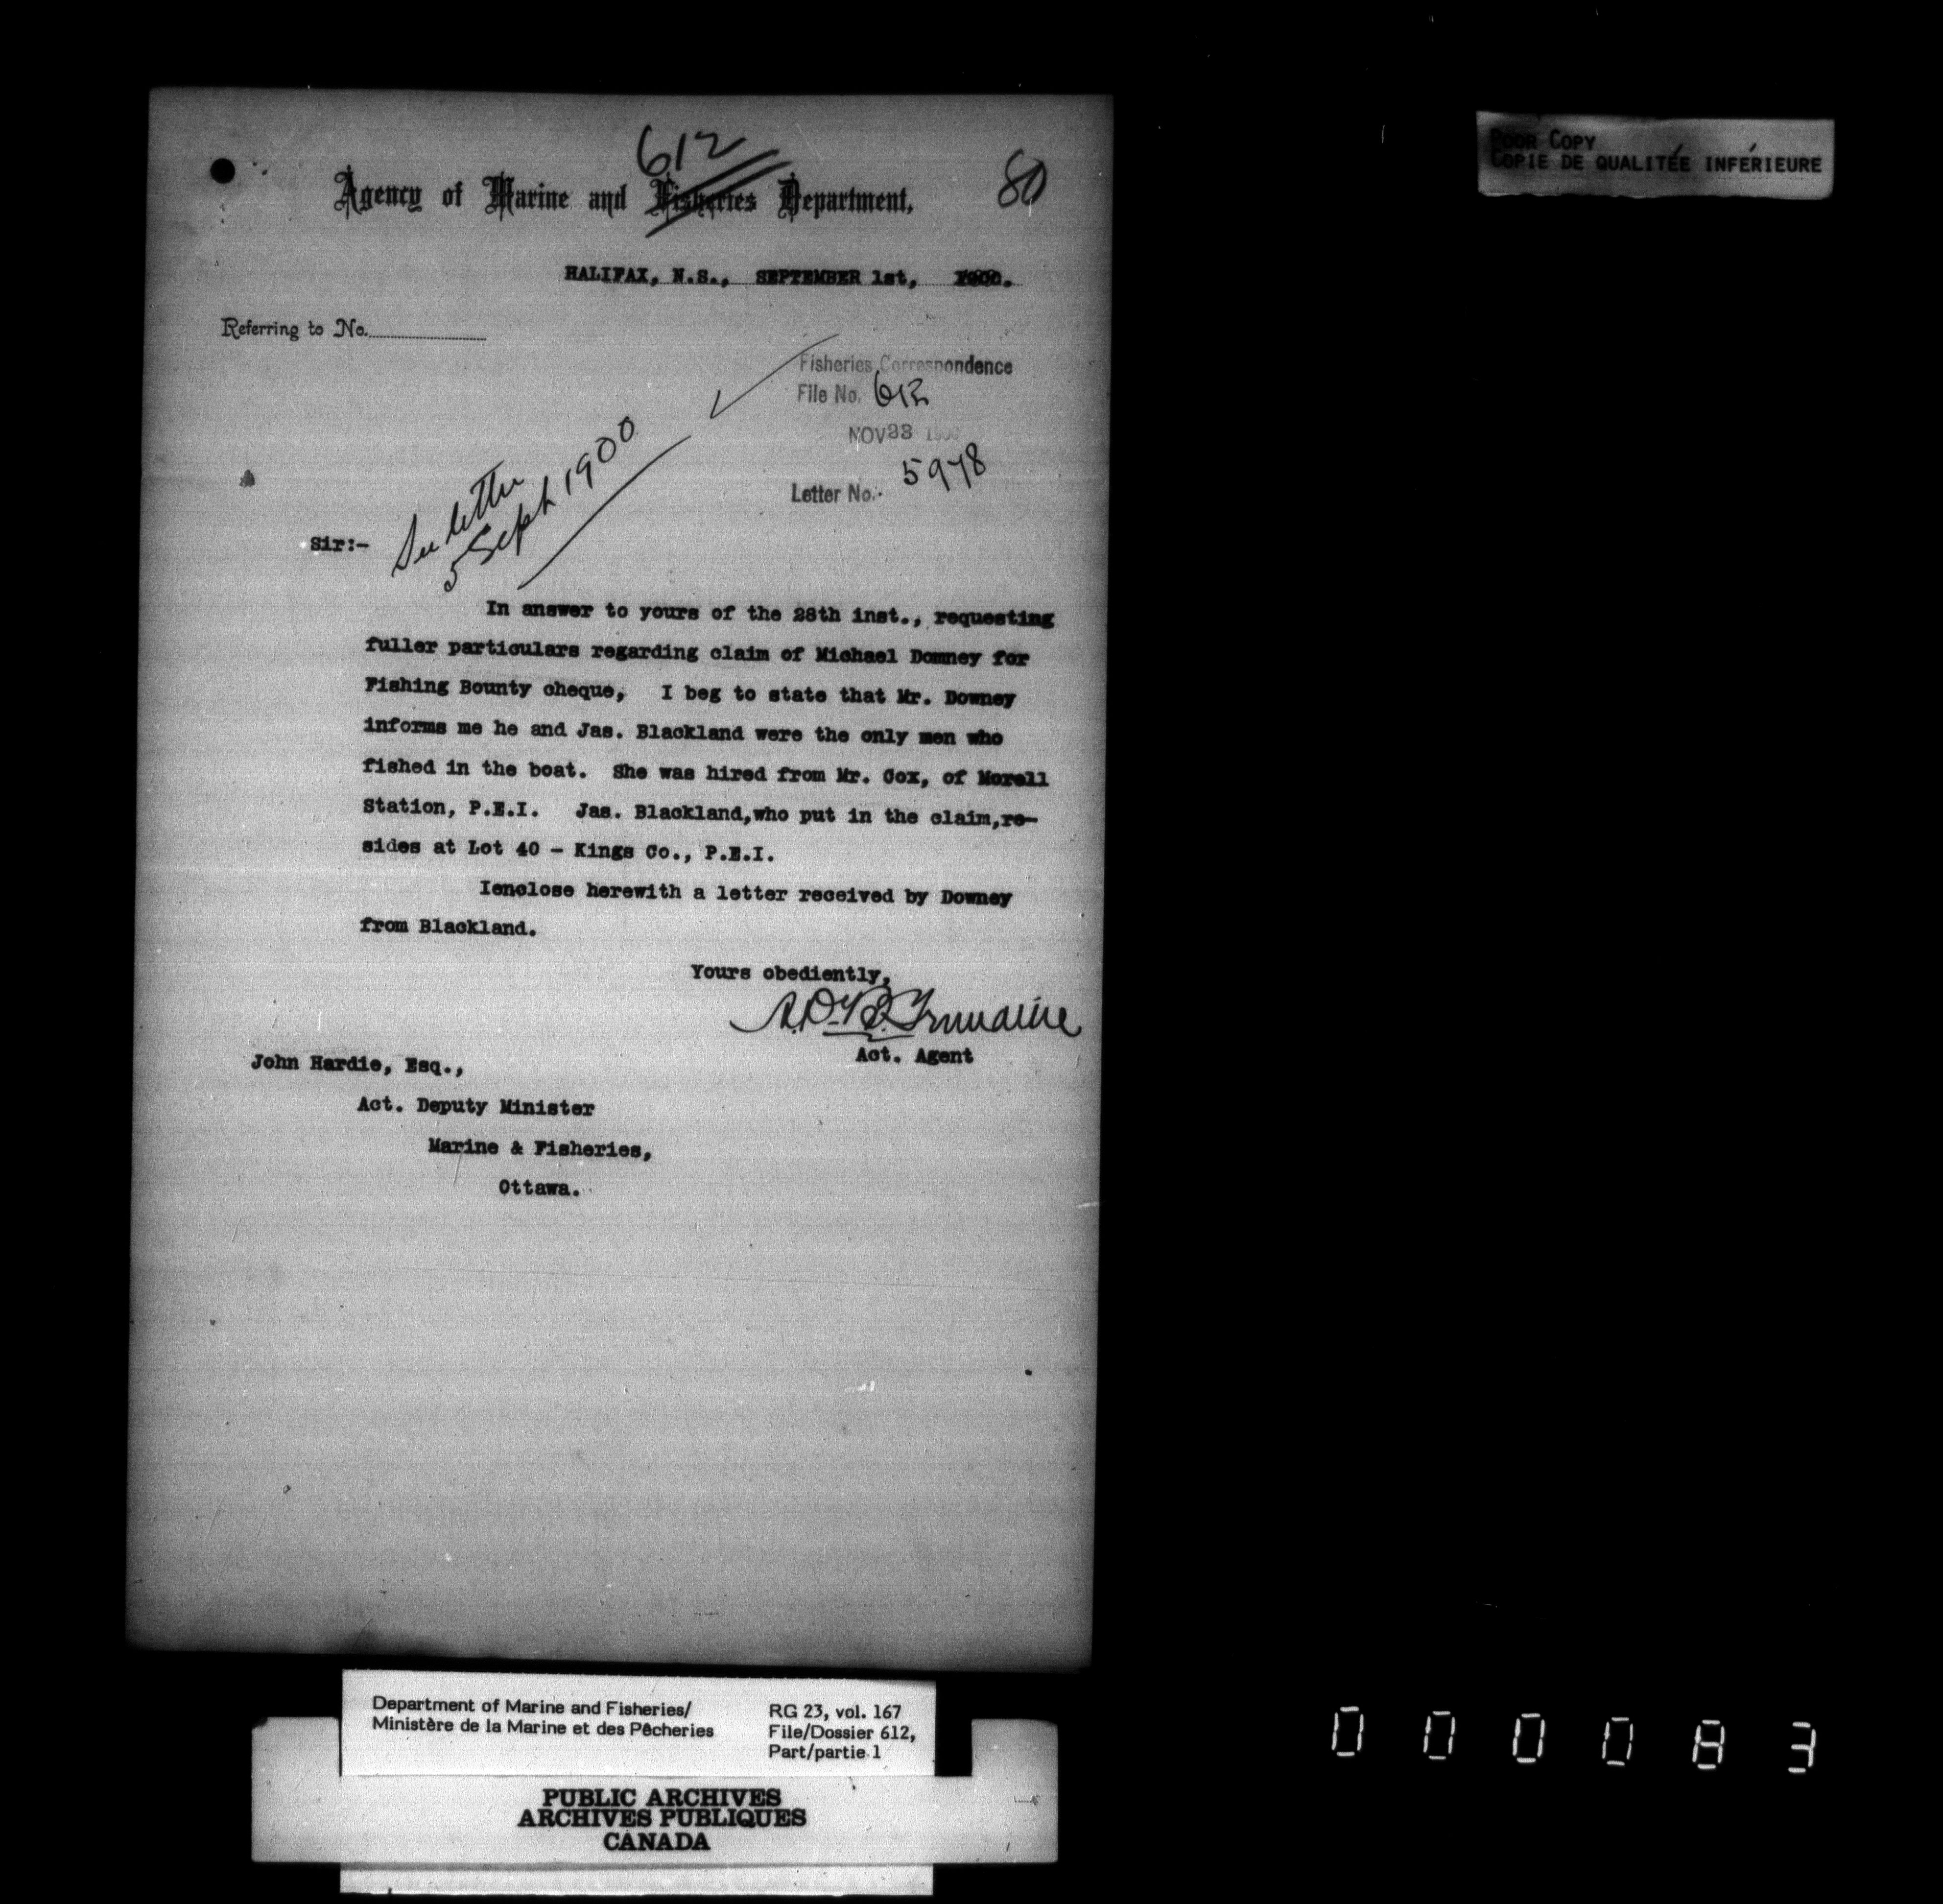 POOR COPY
COPIE DE QUALITÉE INFÉRIEURE
612
80
Agency of Marine and Fisheries Department,
HALIFAX, N.S., SEPTEMBER 1st, 1900.
Referring to No.
Fisheries Correspondence
File No. 612
NOV 23 1900
Letter No. 5978
See letter
5 Sept 1900
Sir:-
In answer to yours of the 28th inst., requesting
fuller particulars regarding claim of Michael Domney for
Fishing Bounty cheque, I beg to state that Mr. Downey
informs me he and Jas. Blackland were the only men who
fished in the boat. She was hired from Mr. Cox, of Morell
Station, P.E.I. Jas. Blackland,who put in the claim,re-
sides at Lot 40 - Kings Co., P.E.I.
Ienclose herewith a letter received by Downey
from Blackland.
Yours obediently,
Act. Agent
John Hardie, Esq.,
Act. Deputy Minister
Marine & Fisheries,
Ottawa.
Department of Marine and Fisheries/
Ministère de la Marine et des Pêcheries
RG 23, vol. 167
File/Dossier 612,
Part/partie 1
PUBLIC ARCHIVES
ARCHIVES PUBLIQUES
CANADA
000083